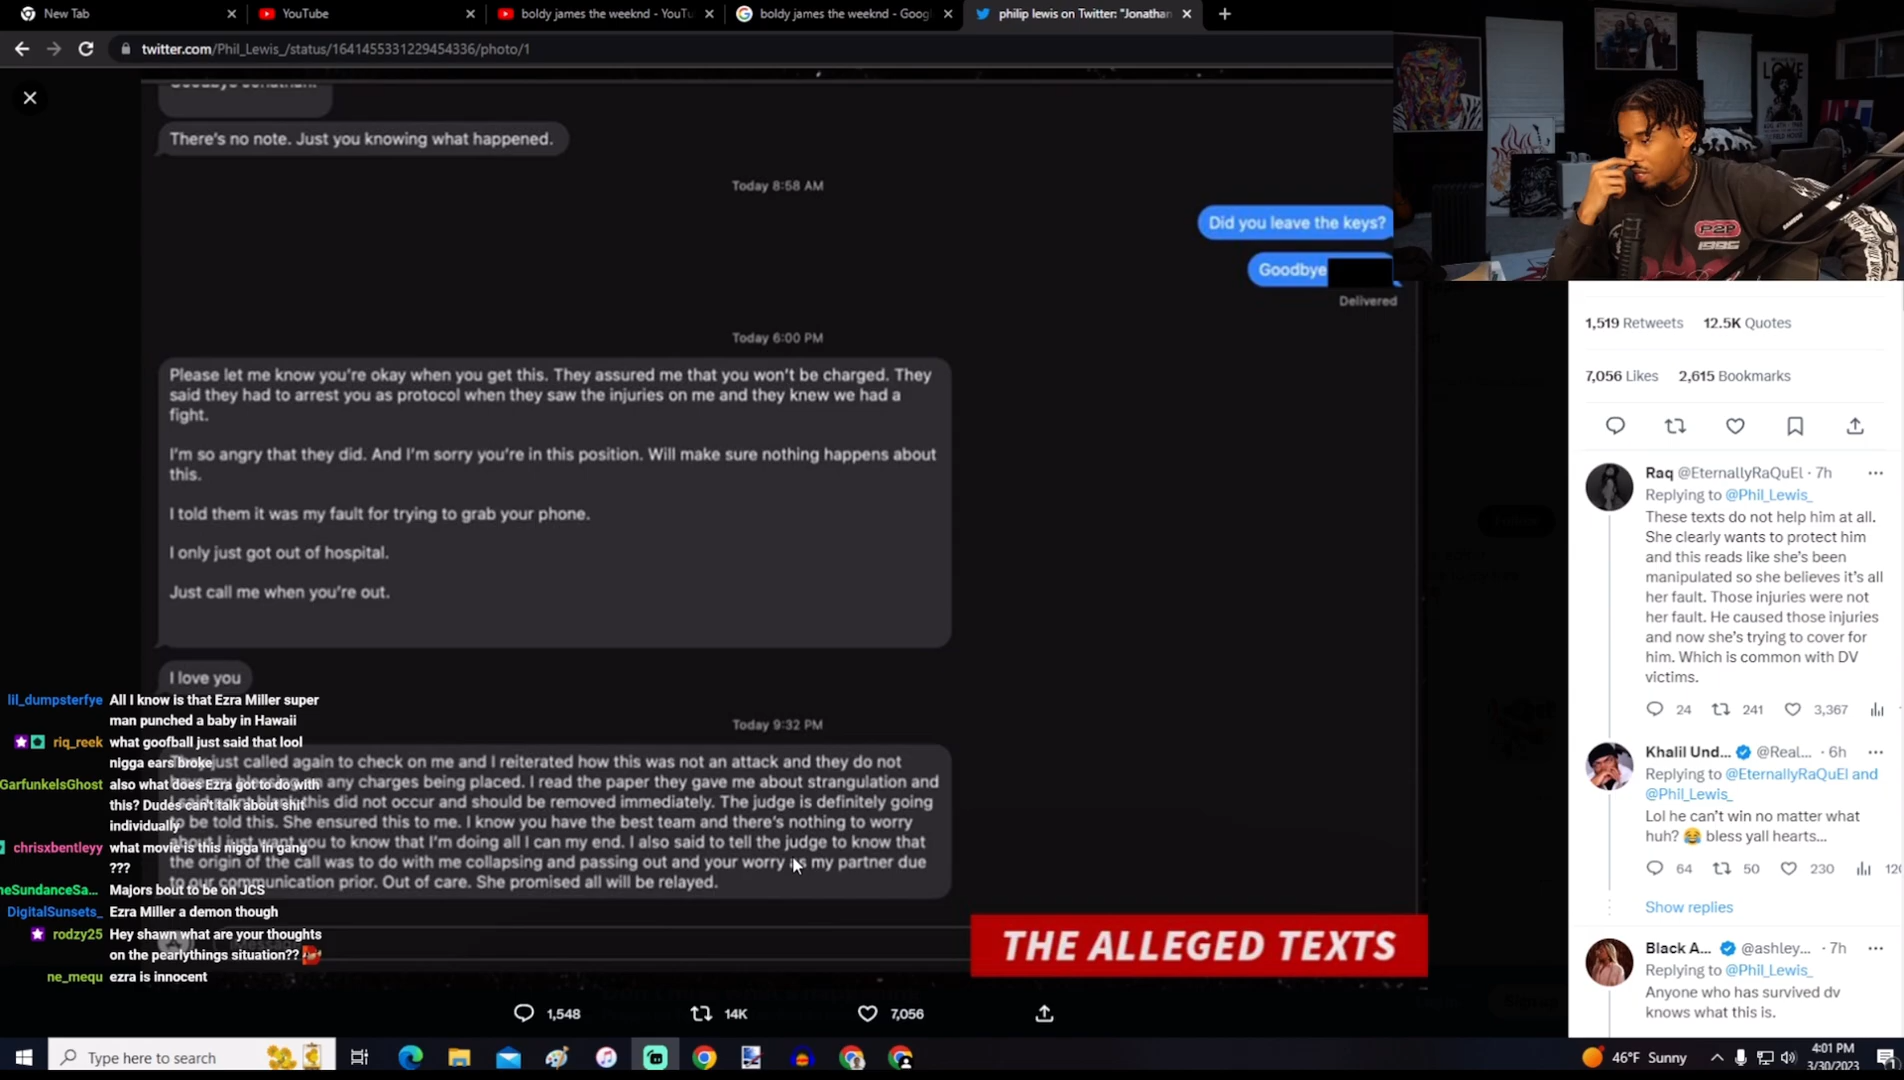 New Tab
YouTube
boldy james the weeknd - YouTu
boldy james the weeknd - Googl
philip lewis on Twitter: "Jonathan
twitter.com/Phil_Lewis_/status/1641455331229454336/photo/1
Goodbye Jonathan.
There's no note. Just you knowing what happened.
Today 8:58 AM
Did you leave the keys?
Goodbye
Delivered
Today 6:00 PM
Please let me know you're okay when you get this. They assured me that you won't be charged. They
said they had to arrest you as protocol when they saw the injuries on me and they knew we had a
fight.
I'm so angry that they did. And I'm sorry you're in this position. Will make sure nothing happens about
this.
I told them it was my fault for trying to grab your phone.
I only just got out of hospital.
Just call me when you're out.
I love you
Today 9:32 PM
just called again to check on me and I reiterated how this was not an attack and they do not
any charges being placed. I read the paper they gave me about strangulation and
this did not occur and should be removed immediately. The judge is definitely going
to be told this. She ensured this to me. I know you have the best team and there's nothing to worry
about I just want you to know that I'm doing all I can my end. I also said to tell the judge to know that
the origin of the call was to do with me collapsing and passing out and your worry as my partner due
to our communication prior. Out of care. She promised all will be relayed.
lil_dumpsterfye All I know is that Ezra Miller super
man punched a baby in Hawaii
riq_reek what goofball just said that lool
nigga ears broke
GarfunkelsGhost also what does Ezra got to do with
this? Dudes can't talk about shit
individually
chrisxbentleyy what movie is this nigga in gang
???
eSundanceSa... Majors bout to be on JCS
DigitalSunsets_ Ezra Miller a demon though
rodzy25 Hey shawn what are your thoughts
on the pearlythings situation??
ne_mequ ezra is innocent
THE ALLEGED TEXTS
1,548
14K
7,056
P2P
1995
LOVE
1,519 Retweets 12.5K Quotes
7,056 Likes 2,615 Bookmarks
Raq @EternallyRaQuEl · 7h
Replying to @Phil_Lewis_
These texts do not help him at all.
She clearly wants to protect him
and this reads like she's been
manipulated so she believes it's all
her fault. Those injuries were not
her fault. He caused those injuries
and now she's trying to cover for
him. Which is common with DV
victims.
24 241 3,367
Khalil Und... @Real... · 6h
Replying to @EternallyRaQuEl and
@Phil_Lewis_
Lol he can't win no matter what
huh? 😂 bless yall hearts...
64 50 230
Show replies
Black A... @ashley... · 7h
Replying to @Phil_Lewis_
Anyone who has survived dv
knows what this is.
Type here to search
46°F Sunny
4:01 PM
3/30/2023